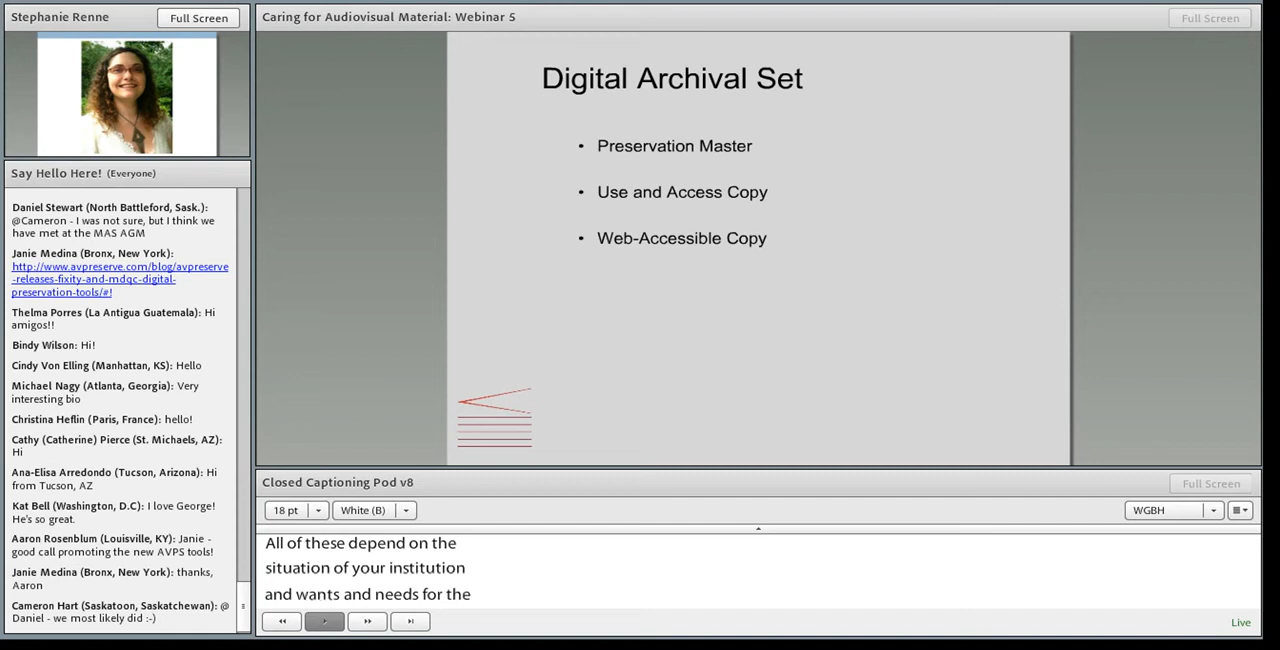 Stephanie Renne
Full Screen
Say Hello Here! (Everyone)
Daniel Stewart (North Battleford, Sask.):
@Cameron - I was not sure, but I think we
have met at the MAS AGM
Janie Medina (Bronx, New York):
http://www.avpreserve.com/blog/avpreserve
-releases-fixity-and-mdqc-digital-
preservation-tools/#!
Thelma Porres (La Antigua Guatemala): Hi
amigos!!
Bindy Wilson: Hi!
Cindy Von Elling (Manhattan, KS): Hello
Michael Nagy (Atlanta, Georgia): Very
interesting bio
Christina Heflin (Paris, France): hello!
Cathy (Catherine) Pierce (St. Michaels, AZ):
Hi
Ana-Elisa Arredondo (Tucson, Arizona): Hi
from Tucson, AZ
Kat Bell (Washington, D.C): I love George!
He's so great.
Aaron Rosenblum (Louisville, KY): Janie -
good call promoting the new AVPS tools!
Janie Medina (Bronx, New York): thanks,
Aaron
Cameron Hart (Saskatoon, Saskatchewan): @
Daniel - we most likely did :-)
Caring for Audiovisual Material: Webinar 5
Full Screen
Digital Archival Set
• Preservation Master
• Use and Access Copy
• Web-Accessible Copy
Closed Captioning Pod v8
Full Screen
18 pt
White (B)
WGBH
All of these depend on the
situation of your institution
and wants and needs for the
Live